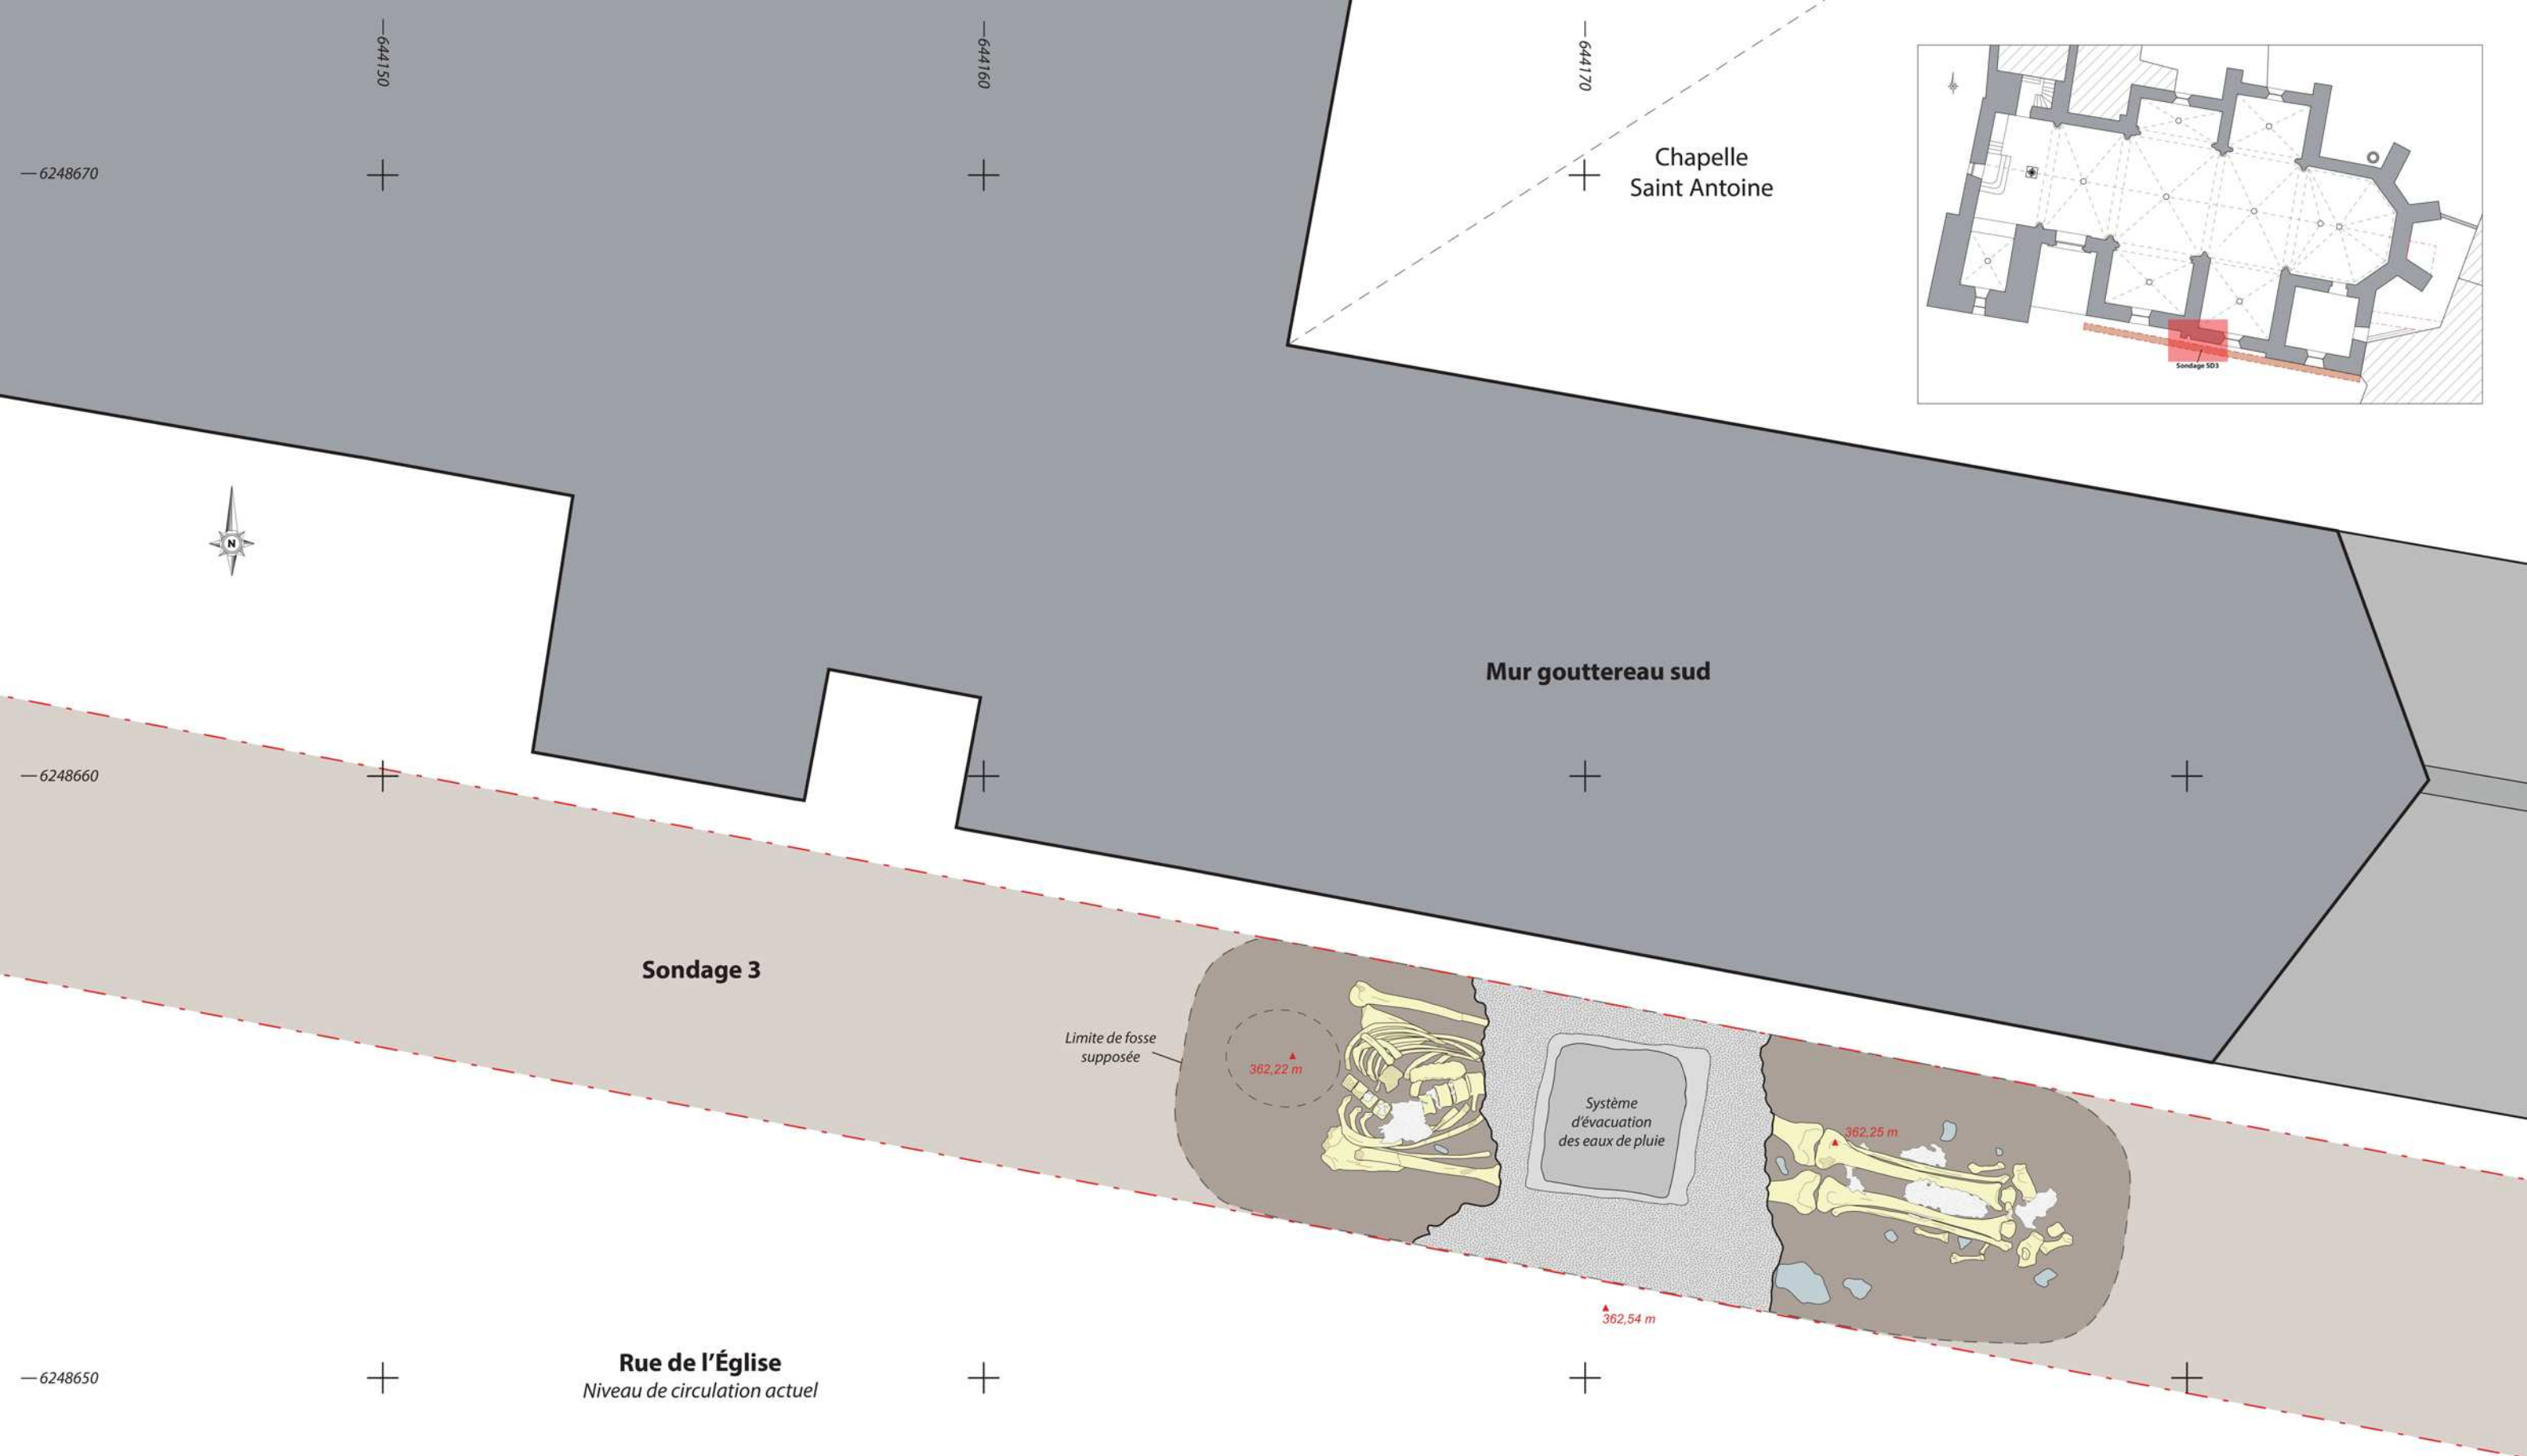 644150
644160
644170
Chapelle
Saint Antoine
6248670
Sondage SD3
N
Mur gouttereau sud
6248660
Sondage 3
Limite de fosse
supposée
362,22 m
Système
d'évacuation
des eaux de pluie
362,25 m
362,54 m
Rue de l'Église
Niveau de circulation actuel
6248650